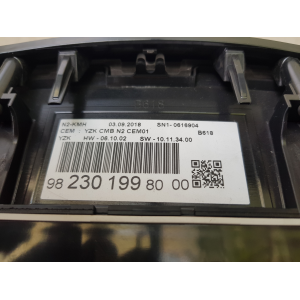 N2-KMH 03.09.2018 SN1- 0615904
CEM : YZK CMB N2 CEM01 B618
YZK HW - 08.10.02 SW - 10.11.34.00
98 230 199 80 00